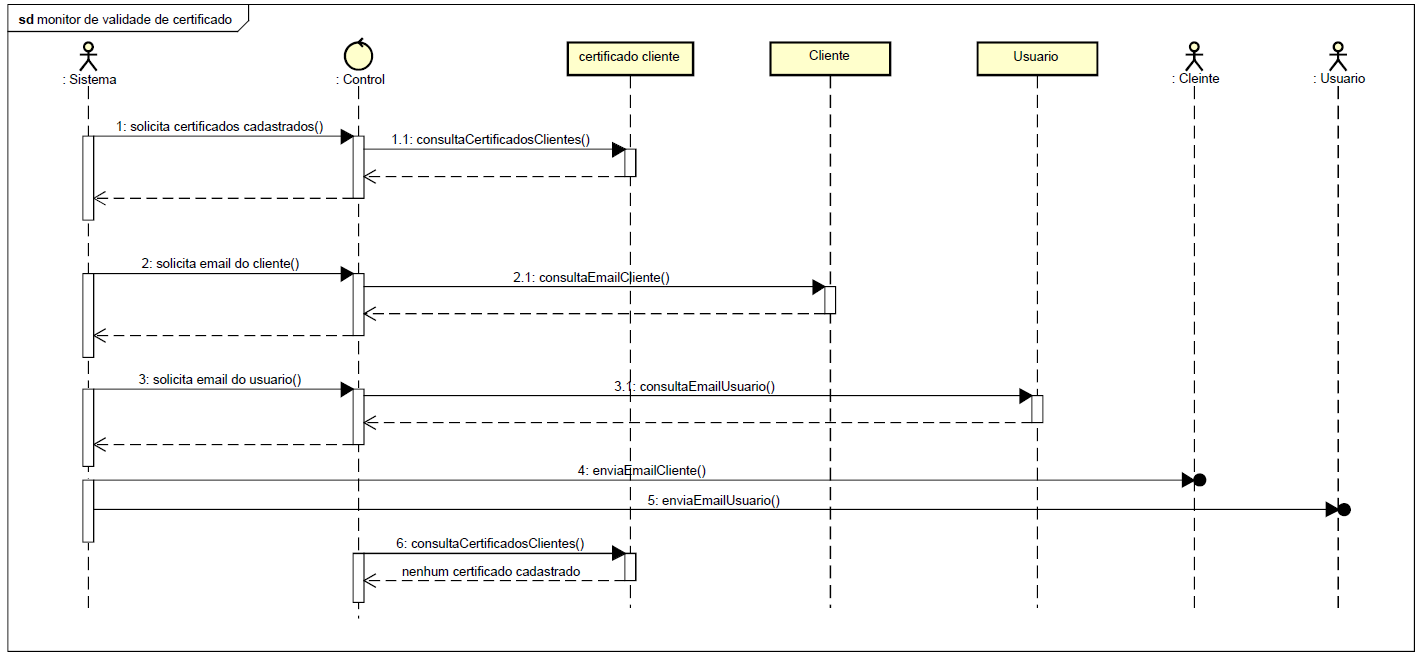 sd monitor de validade de certificado
: Sistema
: Control
certificado cliente
Cliente
Usuario
: Cleinte
: Usuario
1: solicita certificados cadastrados()
1.1: consultaCertificadosClientes()
2: solicita email do cliente()
2.1: consultaEmailCliente()
3: solicita email do usuario()
3.1: consultaEmailUsuario()
4: enviaEmailCliente()
5: enviaEmailUsuario()
6: consultaCertificadosClientes()
nenhum certificado cadastrado